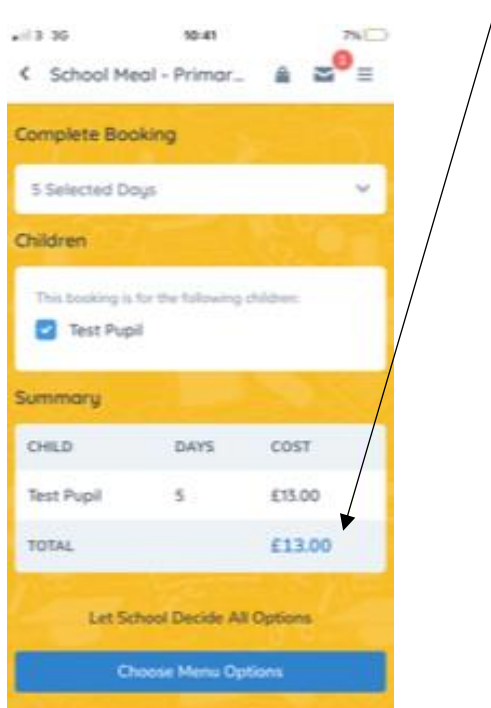 3 3G 10:41 7%
School Meal - Primar... 3
Complete Booking
5 Selected Days
Children
This booking is for the following children:
Test Pupil
Summary
CHILD DAYS COST
Test Pupil 5 £13.00
TOTAL £13.00
Let School Decide All Options
Choose Menu Options